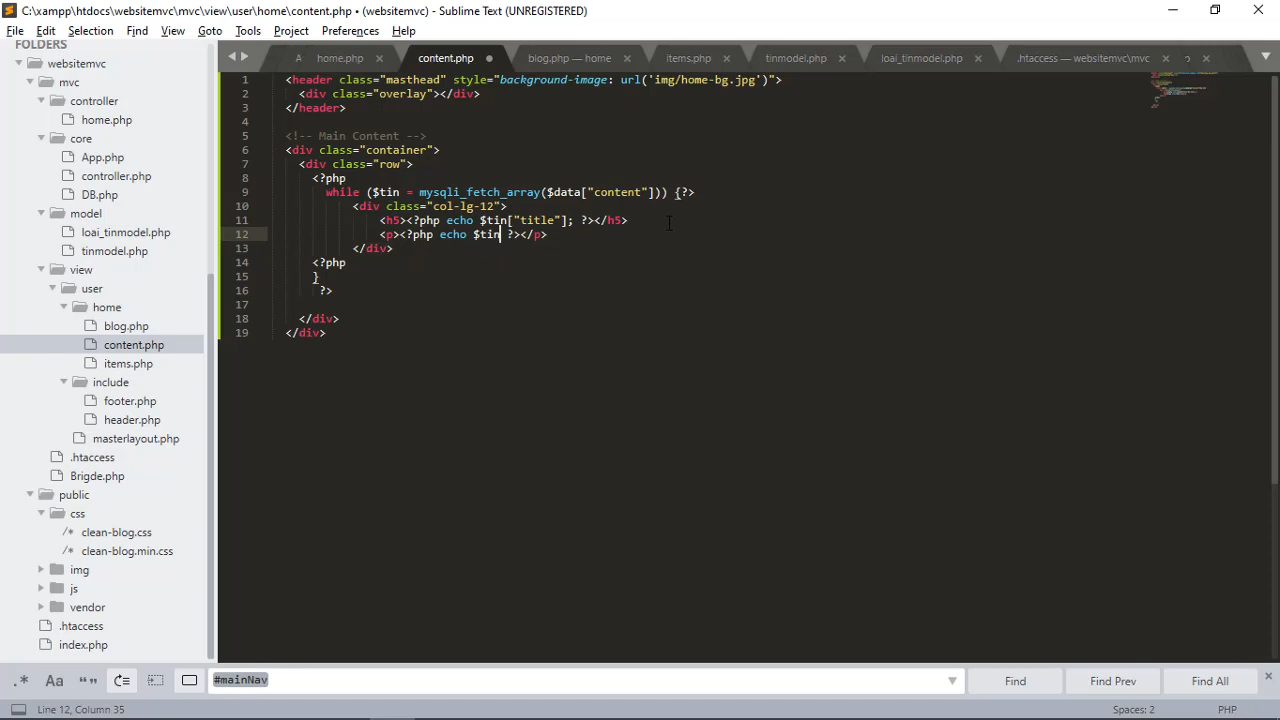 C:\xampp\htdocs\websitemvc\mvc\view\user\home\content.php • (websitemvc) - Sublime Text (UNREGISTERED)
File Edit Selection Find View Goto Tools Project Preferences Help
FOLDERS
websitemvc
mvc
controller
home.php
core
App.php
controller.php
DB.php
model
loai_tinmodel.php
tinmodel.php
view
user
home
blog.php
content.php
items.php
include
footer.php
header.php
masterlayout.php
.htaccess
Brigde.php
public
css
/* clean-blog.css
/* clean-blog.min.css
img
js
vendor
.htaccess
index.php
home.php × content.php • blog.php — home × items.php × tinmodel.php × loai_tinmodel.php × .htaccess — websitemvc\mvc × ×
1 <header class="masthead" style="background-image: url('img/home-bg.jpg')">
2 <div class="overlay"></div>
3 </header>
4
5 <!-- Main Content -->
6 <div class="container">
7 <div class="row">
8 <?php
9 while ($tin = mysqli_fetch_array($data["content"])) {?>
10 <div class="col-lg-12">
11 <h5><?php echo $tin["title"]; ?></h5>
12 <p><?php echo $tin ?></p>
13 </div>
14 <?php
15 }
16 ?>
17
18 </div>
19 </div>
.* Aa “” #mainNav Find Find Prev Find All ×
Line 12, Column 35 Spaces: 2 PHP